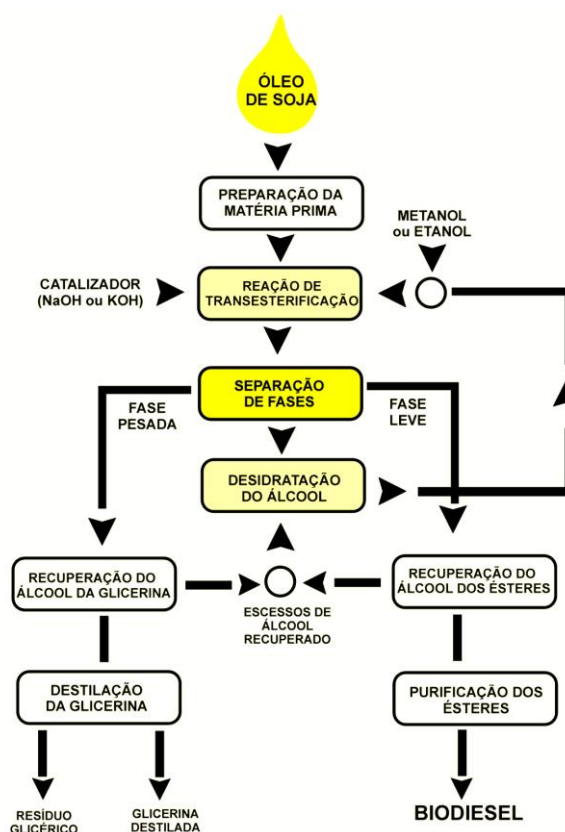 ÓLEO
DE SOJA
PREPARAÇÃO DA
MATÉRIA PRIMA
METANOL
ou ETANOL
CATALIZADOR
(NaOH ou KOH)
REAÇÃO DE
TRANSESTERIFICAÇÃO
SEPARAÇÃO
DE FASES
FASE
PESADA
FASE
LEVE
DESIDRATAÇÃO
DO ÁLCOOL
RECUPERAÇÃO DO
ÁLCOOL DA GLICERINA
ESCESSOS DE
ÁLCOOL
RECUPERADO
RECUPERAÇÃO DO
ÁLCOOL DOS ÉSTERES
DESTILAÇÃO
DA GLICERINA
PURIFICAÇÃO DOS
ÉSTERES
RESÍDUO
GLICÉRICO
GLICERINA
DESTILADA
BIODIESEL